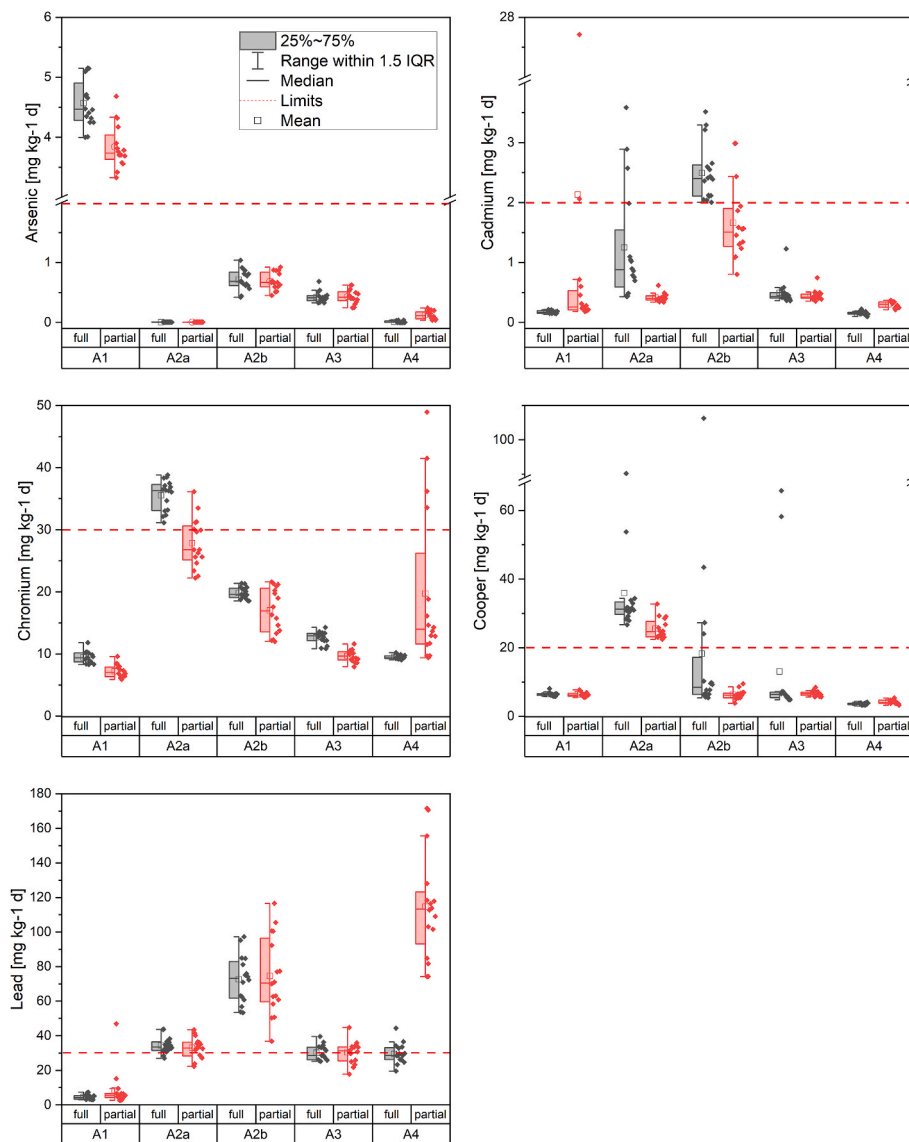 6
5
4
1
0
Arsenic [mg kg-1 d]
25%~75%
Range within 1.5 IQR
Median
Limits
Mean
full partial full partial full partial full partial full partial
A1 A2a A2b A3 A4
28
3
2
1
0
Cadmium [mg kg-1 d]
full partial full partial full partial full partial full partial
A1 A2a A2b A3 A4
50
40
30
20
10
0
Chromium [mg kg-1 d]
full partial full partial full partial full partial full partial
A1 A2a A2b A3 A4
100
60
40
20
0
Cooper [mg kg-1 d]
full partial full partial full partial full partial full partial
A1 A2a A2b A3 A4
180
160
140
120
100
80
60
40
20
0
Lead [mg kg-1 d]
full partial full partial full partial full partial full partial
A1 A2a A2b A3 A4